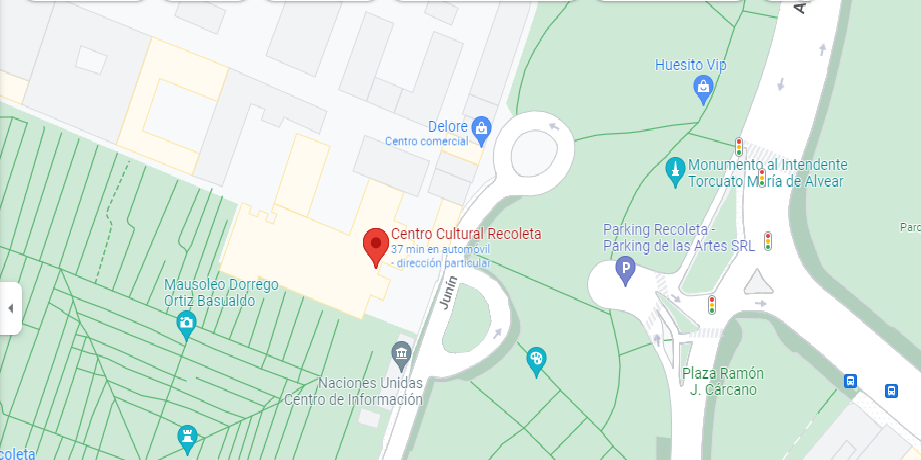 A
Huesito Vip
Delore
Centro comercial
Monumento al Intendente
Torcuato María de Alvear
Centro Cultural Recoleta
37 min en automóvil
- dirección particular
Parking Recoleta -
Parking de las Artes SRL
Parc
P
Mausoleo Dorrego
Ortiz Basualdo
Junín
Naciones Unidas
Centro de Información
Plaza Ramón
J. Cárcano
coleta